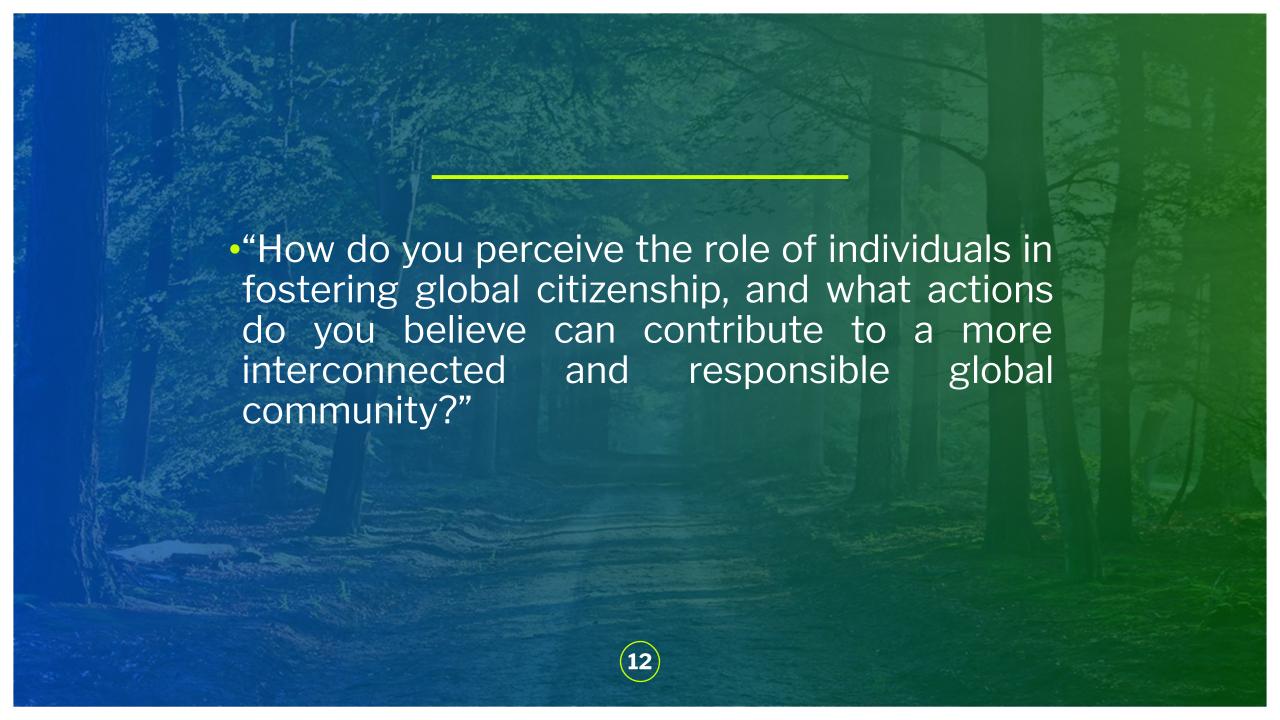 •“How do you perceive the role of individuals in
fostering global citizenship, and what actions
do you believe can contribute to a more
interconnected and responsible global
community?”
12